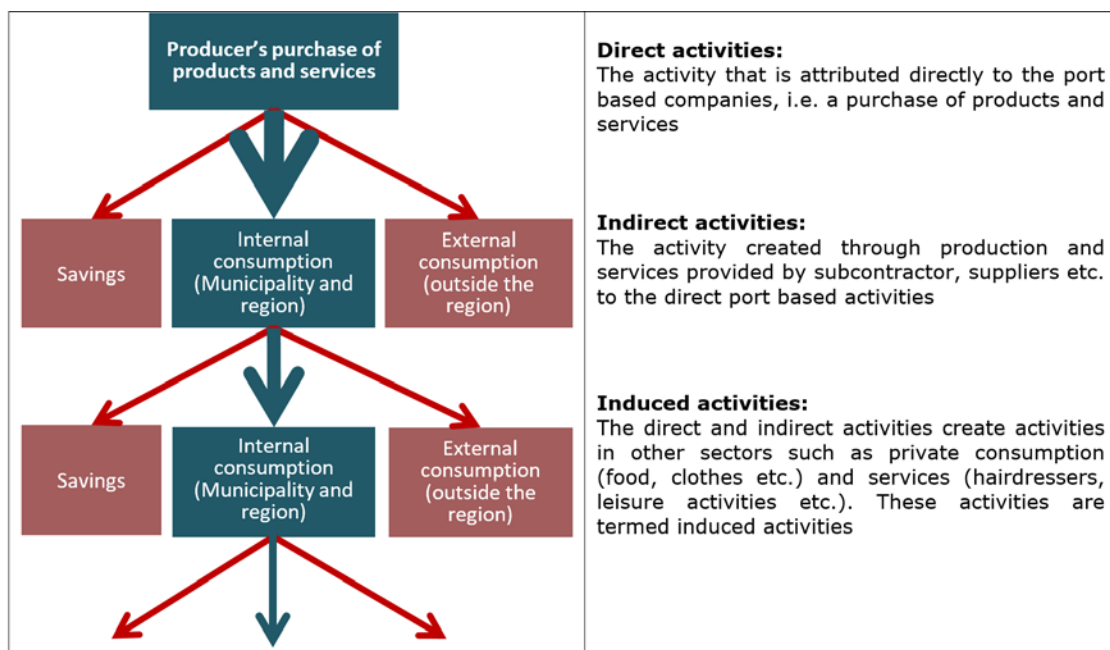 Producer's purchase of
products and services
Savings
Internal
consumption
(Municipality and
region)
External
consumption
(outside the
region)
Savings
Internal
consumption
(Municipality and
region)
External
consumption
(outside the
region)
Direct activities:
The activity that is attributed directly to the port
based companies, i.e. a purchase of products and
services
Indirect activities:
The activity created through production and
services provided by subcontractor, suppliers etc.
to the direct port based activities
Induced activities:
The direct and indirect activities create activities
in other sectors such as private consumption
(food, clothes etc.) and services (hairdressers,
leisure activities etc.). These activities are
termed induced activities